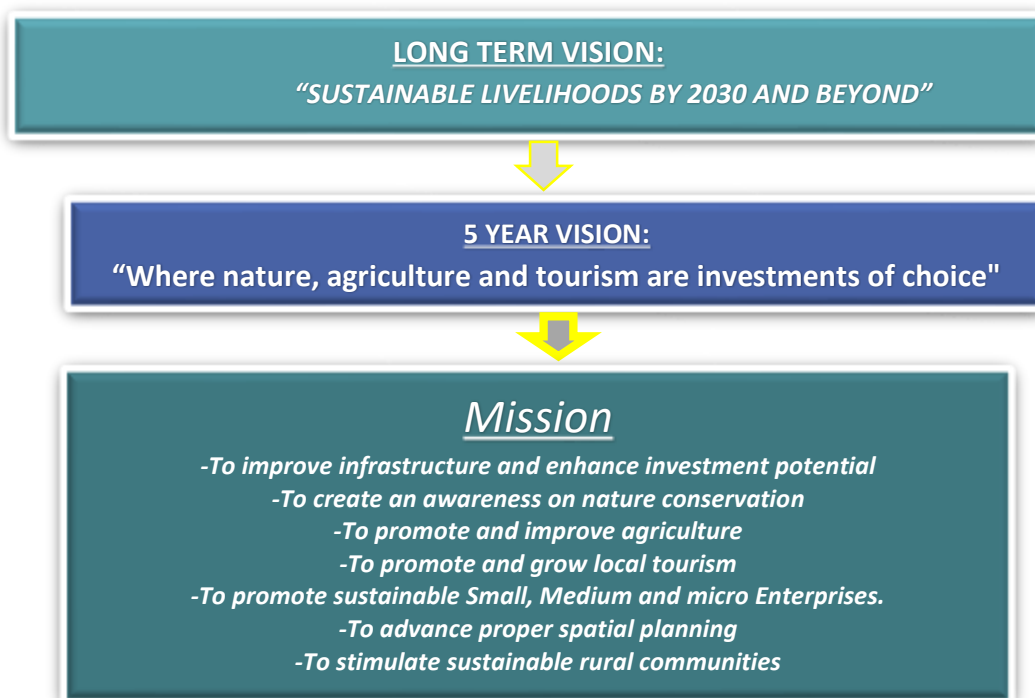 LONG TERM VISION:
“SUSTAINABLE LIVELIHOODS BY 2030 AND BEYOND”
5 YEAR VISION:
“Where nature, agriculture and tourism are investments of choice"
Mission
-To improve infrastructure and enhance investment potential
-To create an awareness on nature conservation
-To promote and improve agriculture
-To promote and grow local tourism
-To promote sustainable Small, Medium and micro Enterprises.
-To advance proper spatial planning
-To stimulate sustainable rural communities